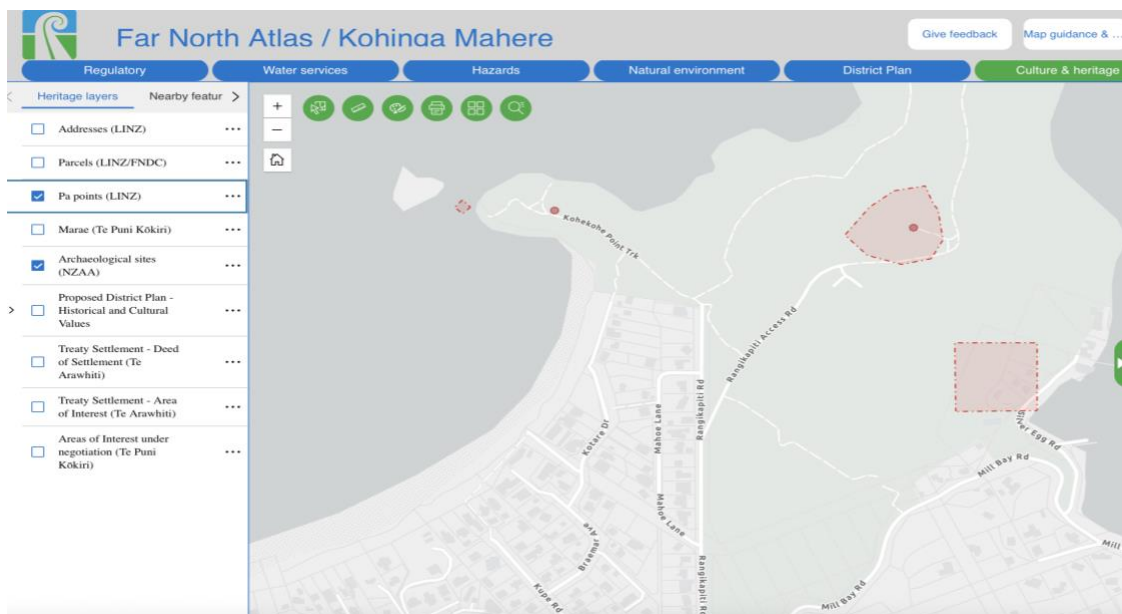 Far North Atlas / Kohinga Mahere
Give feedback
Map guidance & ...
Regulatory
Water services
Hazards
Natural environment
District Plan
Culture & heritage
Heritage layers
Nearby featur
Addresses (LINZ)
Parcels (LINZ/FNDC)
Pa points (LINZ)
Marae (Te Puni Kōkiri)
Archaeological sites
(NZAA)
Proposed District Plan -
Historical and Cultural
Values
Treaty Settlement - Deed
of Settlement (Te
Arawhiti)
Treaty Settlement - Area
of Interest (Te Arawhiti)
Areas of Interest under
negotiation (Te Puni
Kōkiri)
Kohekohe Point Trk
Rangikapiti Access Rd
Rangikapiti Rd
Mahoe Lane
Kotare Dr
Mahoe Lane
Braemar Ave
Kupe Rd
Rangikapiti R
Mill Bay Rd
Egg Rd
Mill Bay Rd
Mill